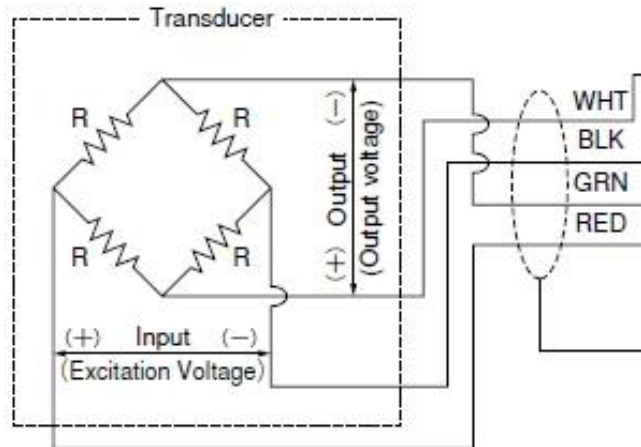 Transducer
R
R
R
R
(−) Output (+)
(Output voltage)
(+) Input (−)
(Excitation Voltage)
WHT
BLK
GRN
RED